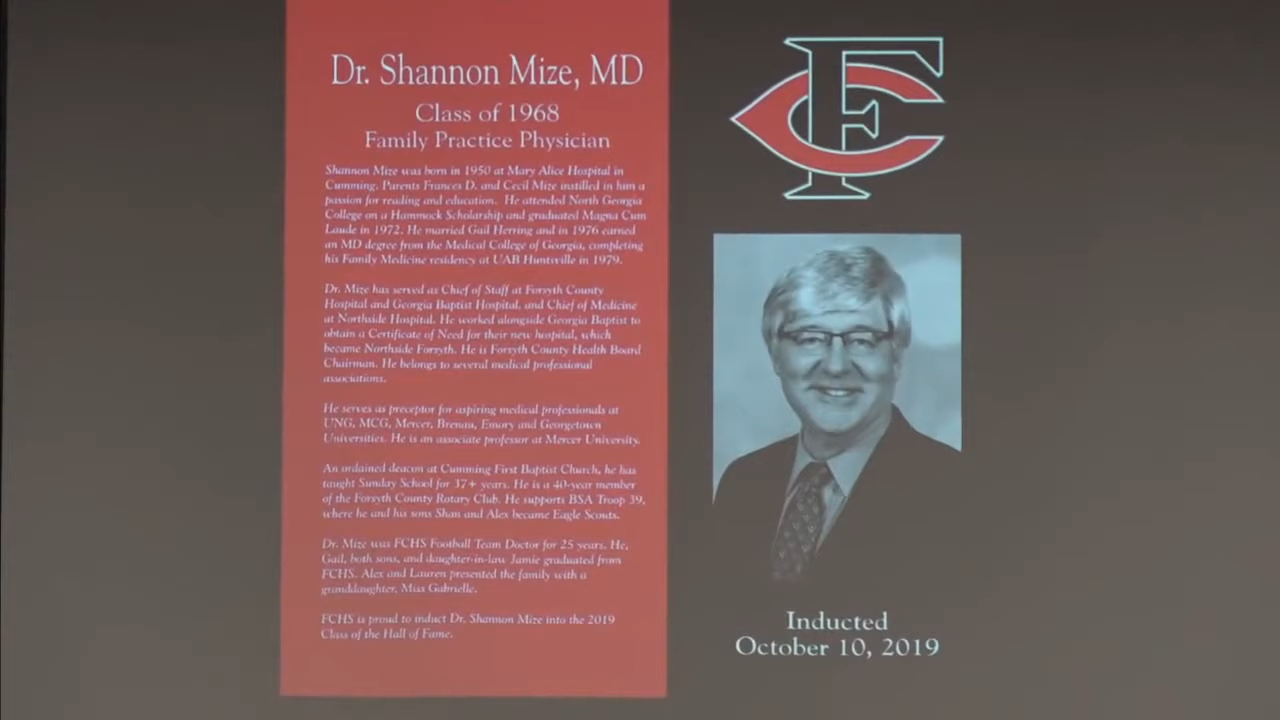 Dr. Shannon Mize, MD
Class of 1968
Family Practice Physician
Shannon Mize was born in 1950 at Mary Alice Hospital in
Cumming. Parents Frances D. and Cecil Mize instilled in him a
passion for reading and education. He attended North Georgia
College on a Hammock Scholarship and graduated Magna Cum
Laude in 1972. He married Gail Herring and in 1976 earned
an MD degree from the Medical College of Georgia, completing
his Family Medicine residency at UAB Huntsville in 1979.
Dr. Mize has served as Chief of Staff at Forsyth County
Hospital and Georgia Baptist Hospital, and Chief of Medicine
at Northside Hospital. He worked alongside Georgia Baptist to
obtain a Certificate of Need for their new hospital, which
became Northside Forsyth. He is Forsyth County Health Board
Chairman. He belongs to several medical professional
associations.
He serves as preceptor for aspiring medical professionals at
UNG, MCG, Mercer, Brenau, Emory and Georgetown
Universities. He is an associate professor at Mercer University.
An ordained deacon at Cumming First Baptist Church, he has
taught Sunday School for 37+ years. He is a 40-year member
of the Forsyth County Rotary Club. He supports BSA Troop 39,
where he and his sons Shan and Alex became Eagle Scouts.
Dr. Mize was FCHS Football Team Doctor for 25 years. He,
Gail, both sons, and daughter-in-law Jamie graduated from
FCHS. Alex and Lauren presented the family with a
granddaughter, Miss Gabrielle.
FCHS is proud to induct Dr. Shannon Mize into the 2019
Class of the Hall of Fame.
FC
Inducted
October 10, 2019